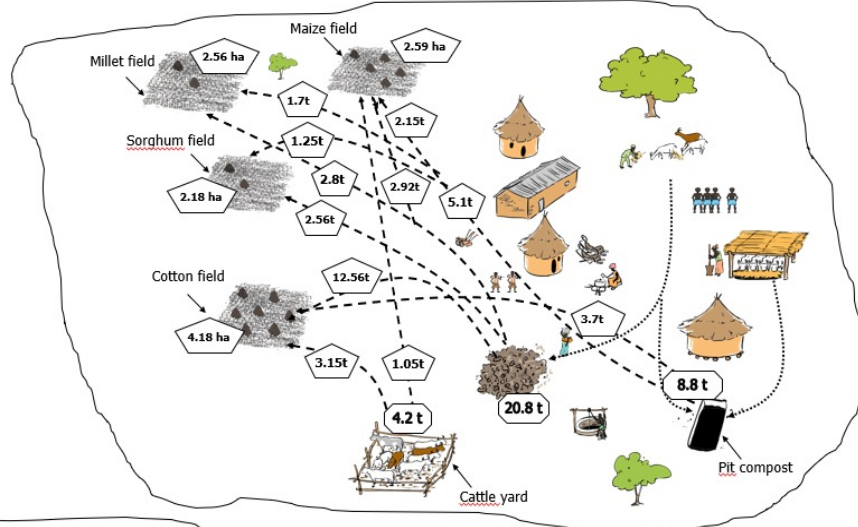 Maize field
2.59 ha
Millet field
2.56 ha
1.7t
2.15t
Sorghum field
1.25t
2.8t
2.92t
5.1t
2.18 ha
2.56t
Cotton field
12.56t
3.7t
4.18 ha
3.15t
1.05t
8.8 t
4.2 t
20.8 t
Pit compost
Cattle yard